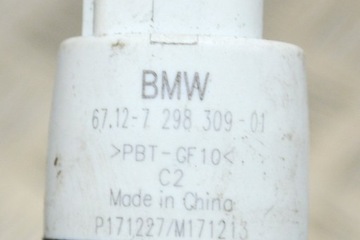 BMW
67.12-7 298 309-01
>PBT-GF10<
C2
Made in China
P171227/M171213